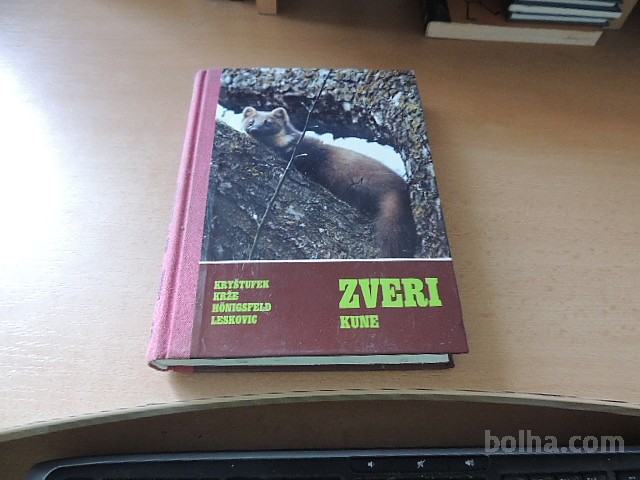 KRYŠTUFEK
KRŽE
HÖNIGSFELD
LESKOVIC
ZVERI
KUNE
bolha.com